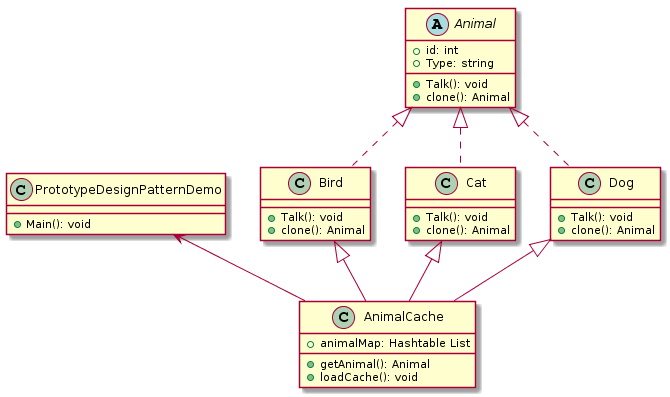 A Animal
id: int
Type: string
Talk(): void
clone(): Animal
C PrototypeDesignPatternDemo
Main(): void
C Bird
Talk(): void
clone(): Animal
C Cat
Talk(): void
clone(): Animal
C Dog
Talk(): void
clone(): Animal
C AnimalCache
animalMap: Hashtable List
getAnimal(): Animal
loadCache(): void